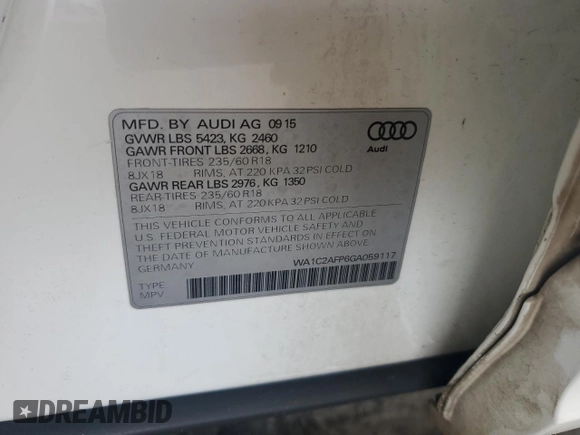 MFD. BY AUDI AG 09 15
GVWR LBS 5423, KG 2460
GAWR FRONT LBS 2668, KG 1210
FRONT-TIRES 235/60 R18
8JX18 RIMS, AT 220 KPA 32 PSI COLD
GAWR REAR LBS 2976, KG 1350
REAR-TIRES 235/60 R18
8JX18 RIMS, AT 220 KPA 32 PSI COLD
THIS VEHICLE CONFORMS TO ALL APPLICABLE
U.S. FEDERAL MOTOR VEHICLE SAFETY AND
THEFT PREVENTION STANDARDS IN EFFECT ON
THE DATE OF MANUFACTURE SHOWN ABOVE
GERMANY
WA1C2AFP6GA059117
TYPE
MPV
Audi
DREAMBID